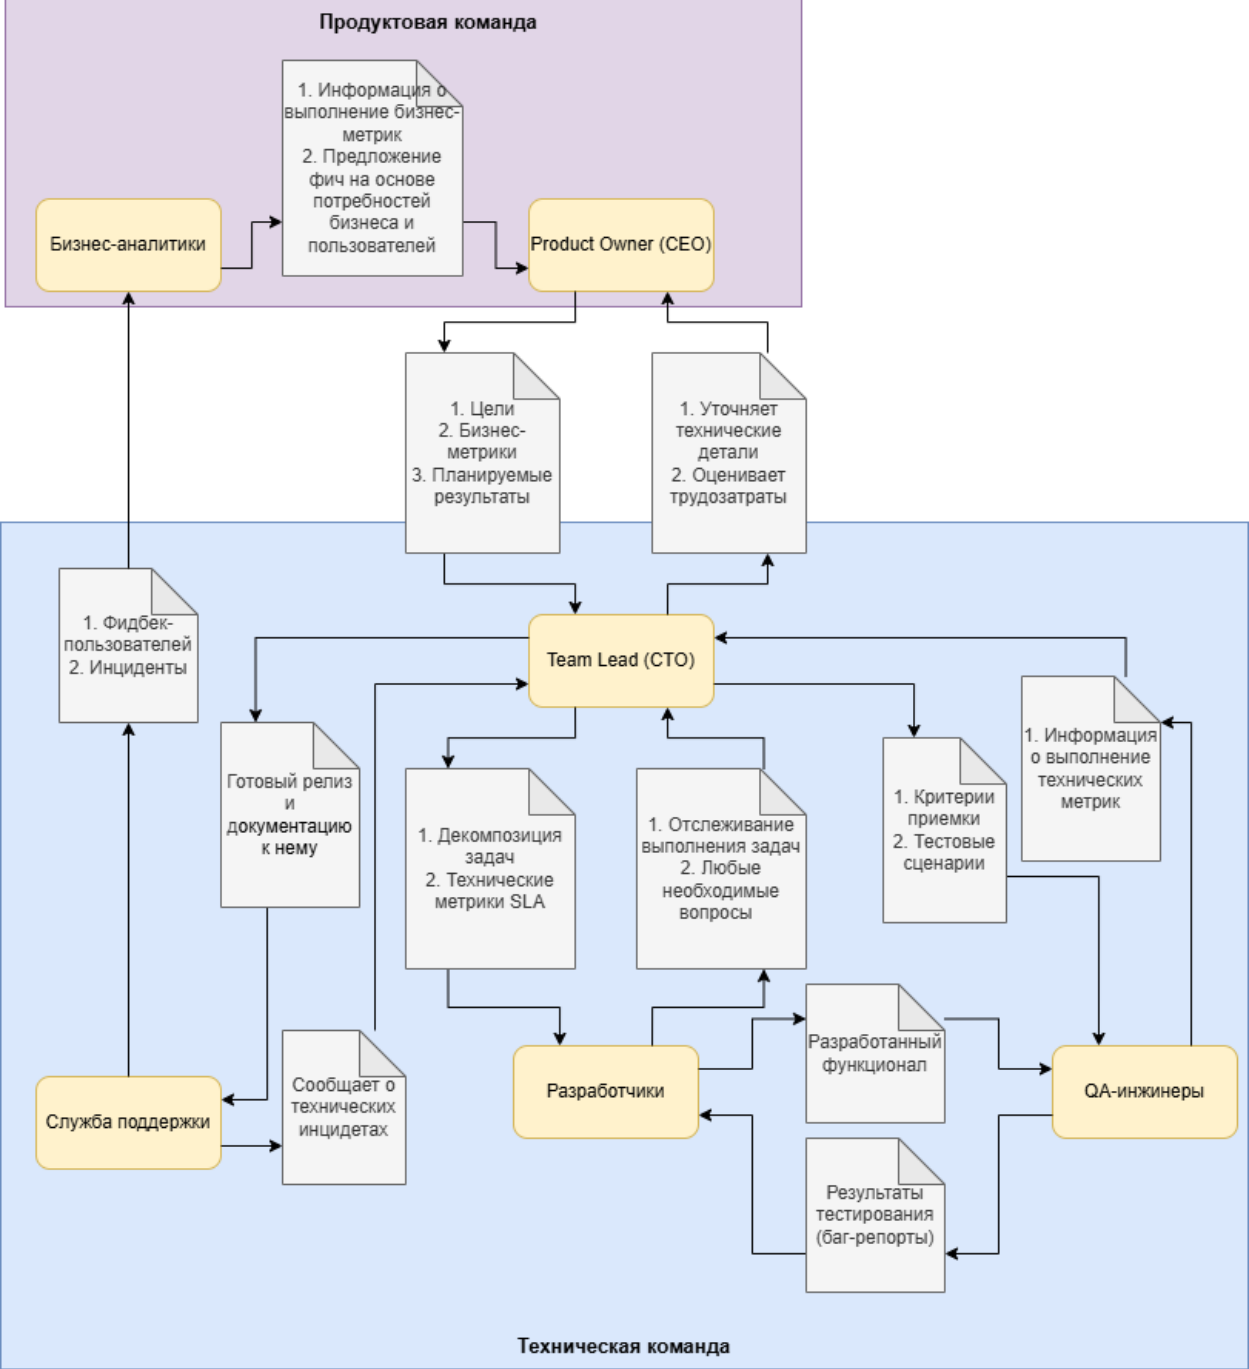 Продуктовая команда
1. Информация о
выполнение бизнес-
метрик
2. Предложение
фич на основе
потребностей
бизнеса и
пользователей
Бизнес-аналитики
Product Owner (CEO)
1. Цели
2. Бизнес-
метрики
3. Планируемые
результаты
1. Уточняет
технические
детали
2. Оценивает
трудозатраты
1. Фидбек-
пользователей
2. Инциденты
Team Lead (CTO)
Готовый релиз
и
документацию
к нему
1. Декомпозиция
задач
2. Технические
метрики SLA
1. Отслеживание
выполнения задач
2. Любые
необходимые
вопросы
1. Критерии
приемки
2. Тестовые
сценарии
1. Информация
о выполнение
технических
метрик
Служба поддержки
Сообщает о
технических
инцидетах
Разработчики
Разработанный
функционал
QA-инжинеры
Результаты
тестирования
(баг-репорты)
Техническая команда